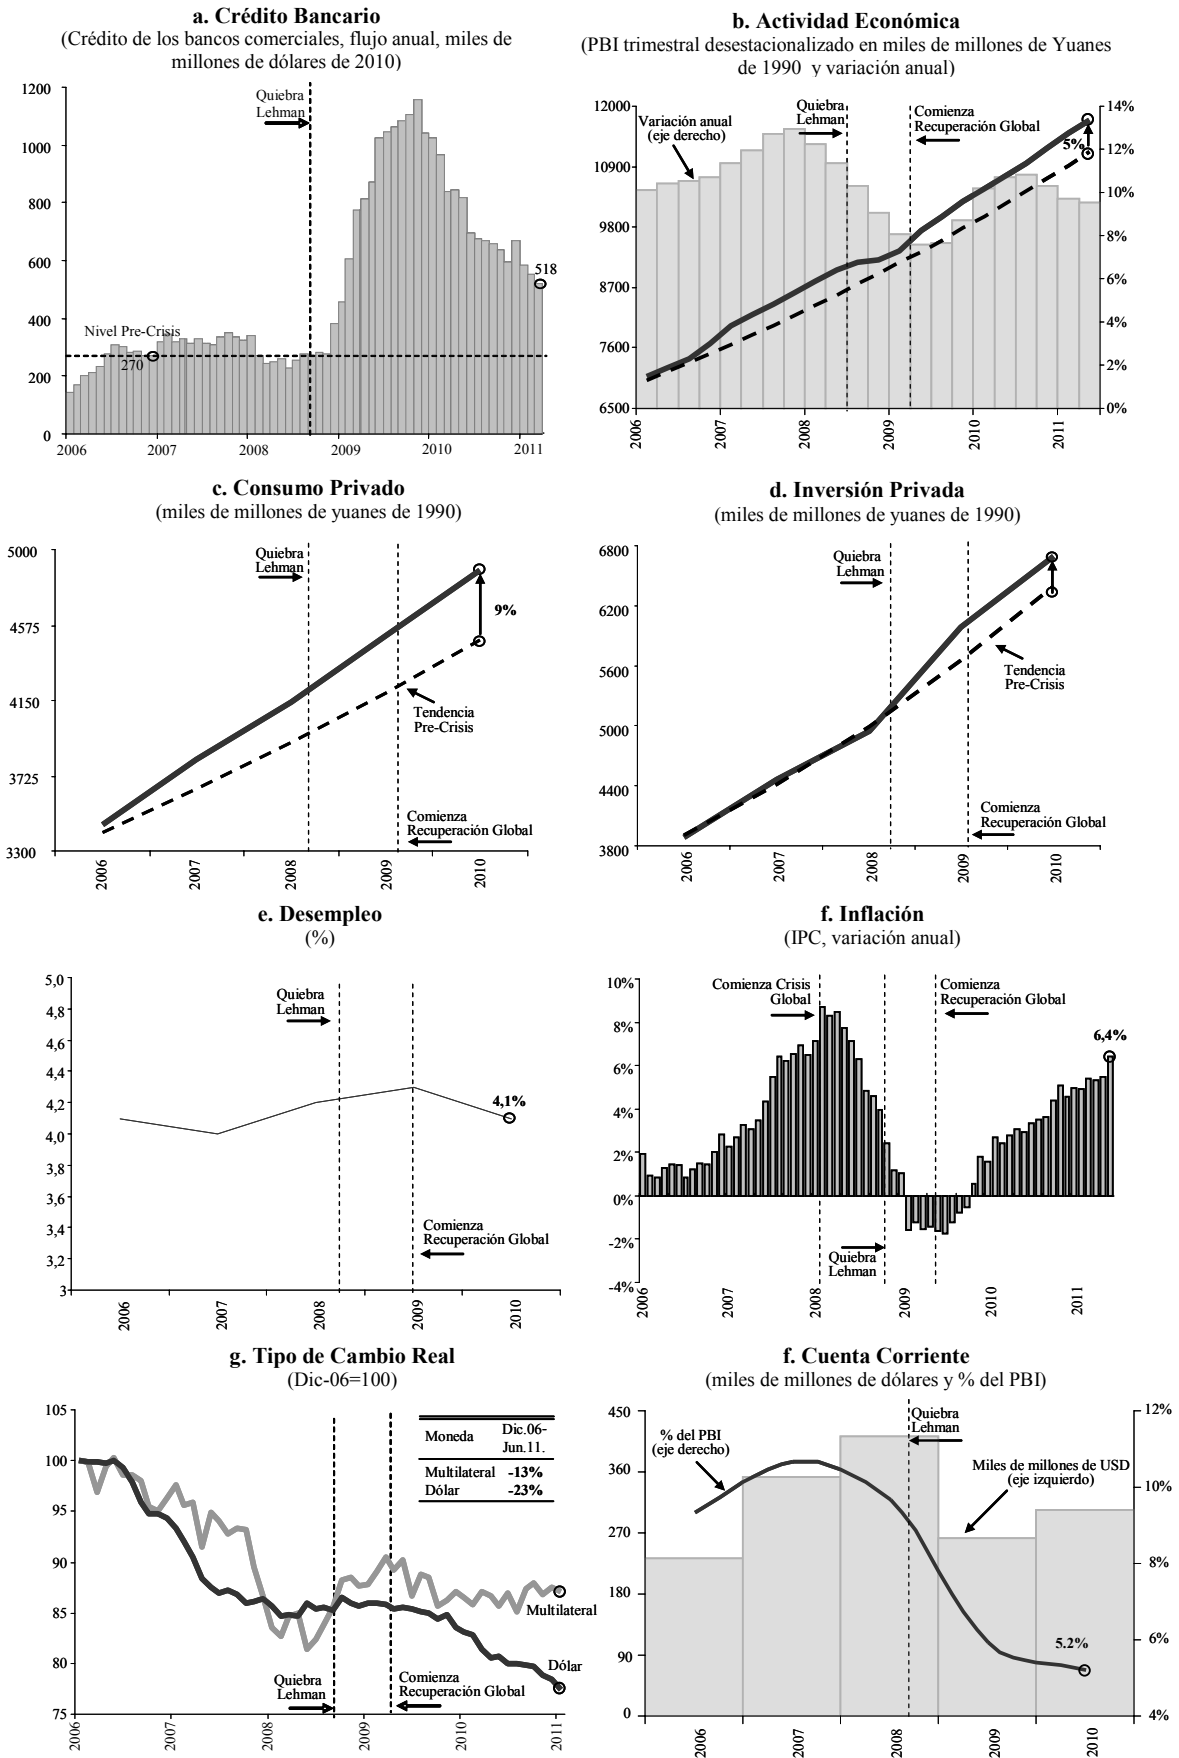 a. Crédito Bancario
(Crédito de los bancos comerciales, flujo anual, miles de
millones de dólares de 2010)
1200
1000
800
600
400
200
0
Quiebra
Lehman
Nivel Pre-Crisis
270
518
2006
2007
2008
2009
2010
2011
b. Actividad Económica
(PBI trimestral desestacionalizado en miles de millones de Yuanes
de 1990 y variación anual)
12000
10900
9800
8700
7600
6500
14%
12%
10%
8%
6%
4%
2%
0%
Variación anual
(eje derecho)
Quiebra
Lehman
Comienza
Recuperación Global
5%
2006
2007
2008
2009
2010
2011
c. Consumo Privado
(miles de millones de yuanes de 1990)
5000
4575
4150
3725
3300
Quiebra
Lehman
9%
Tendencia
Pre-Crisis
Comienza
Recuperación Global
2006
2007
2008
2009
2010
d. Inversión Privada
(miles de millones de yuanes de 1990)
6800
6200
5600
5000
4400
3800
Quiebra
Lehman
Tendencia
Pre-Crisis
Comienza
Recuperación Global
2006
2007
2008
2009
2010
e. Desempleo
(%)
5,0
4,8
4,6
4,4
4,2
4,0
3,8
3,6
3,4
3,2
3
Quiebra
Lehman
4,1%
Comienza
Recuperación Global
2006
2007
2008
2009
2010
f. Inflación
(IPC, variación anual)
10%
8%
6%
4%
2%
0%
-2%
-4%
Comienza Crisis
Global
Comienza
Recuperación Global
6,4%
Quiebra
Lehman
2006
2007
2008
2009
2010
2011
g. Tipo de Cambio Real
(Dic-06=100)
105
100
95
90
85
80
75
Moneda
Dic.06-
Jun.11.
Multilateral -13%
Dólar -23%
Multilateral
Dólar
Quiebra
Lehman
Comienza
Recuperación Global
2006
2007
2008
2009
2010
2011
f. Cuenta Corriente
(miles de millones de dólares y % del PBI)
450
360
270
180
90
0
12%
10%
8%
6%
4%
% del PBI
(eje derecho)
Quiebra
Lehman
Miles de millones de USD
(eje izquierdo)
5.2%
2006
2007
2008
2009
2010